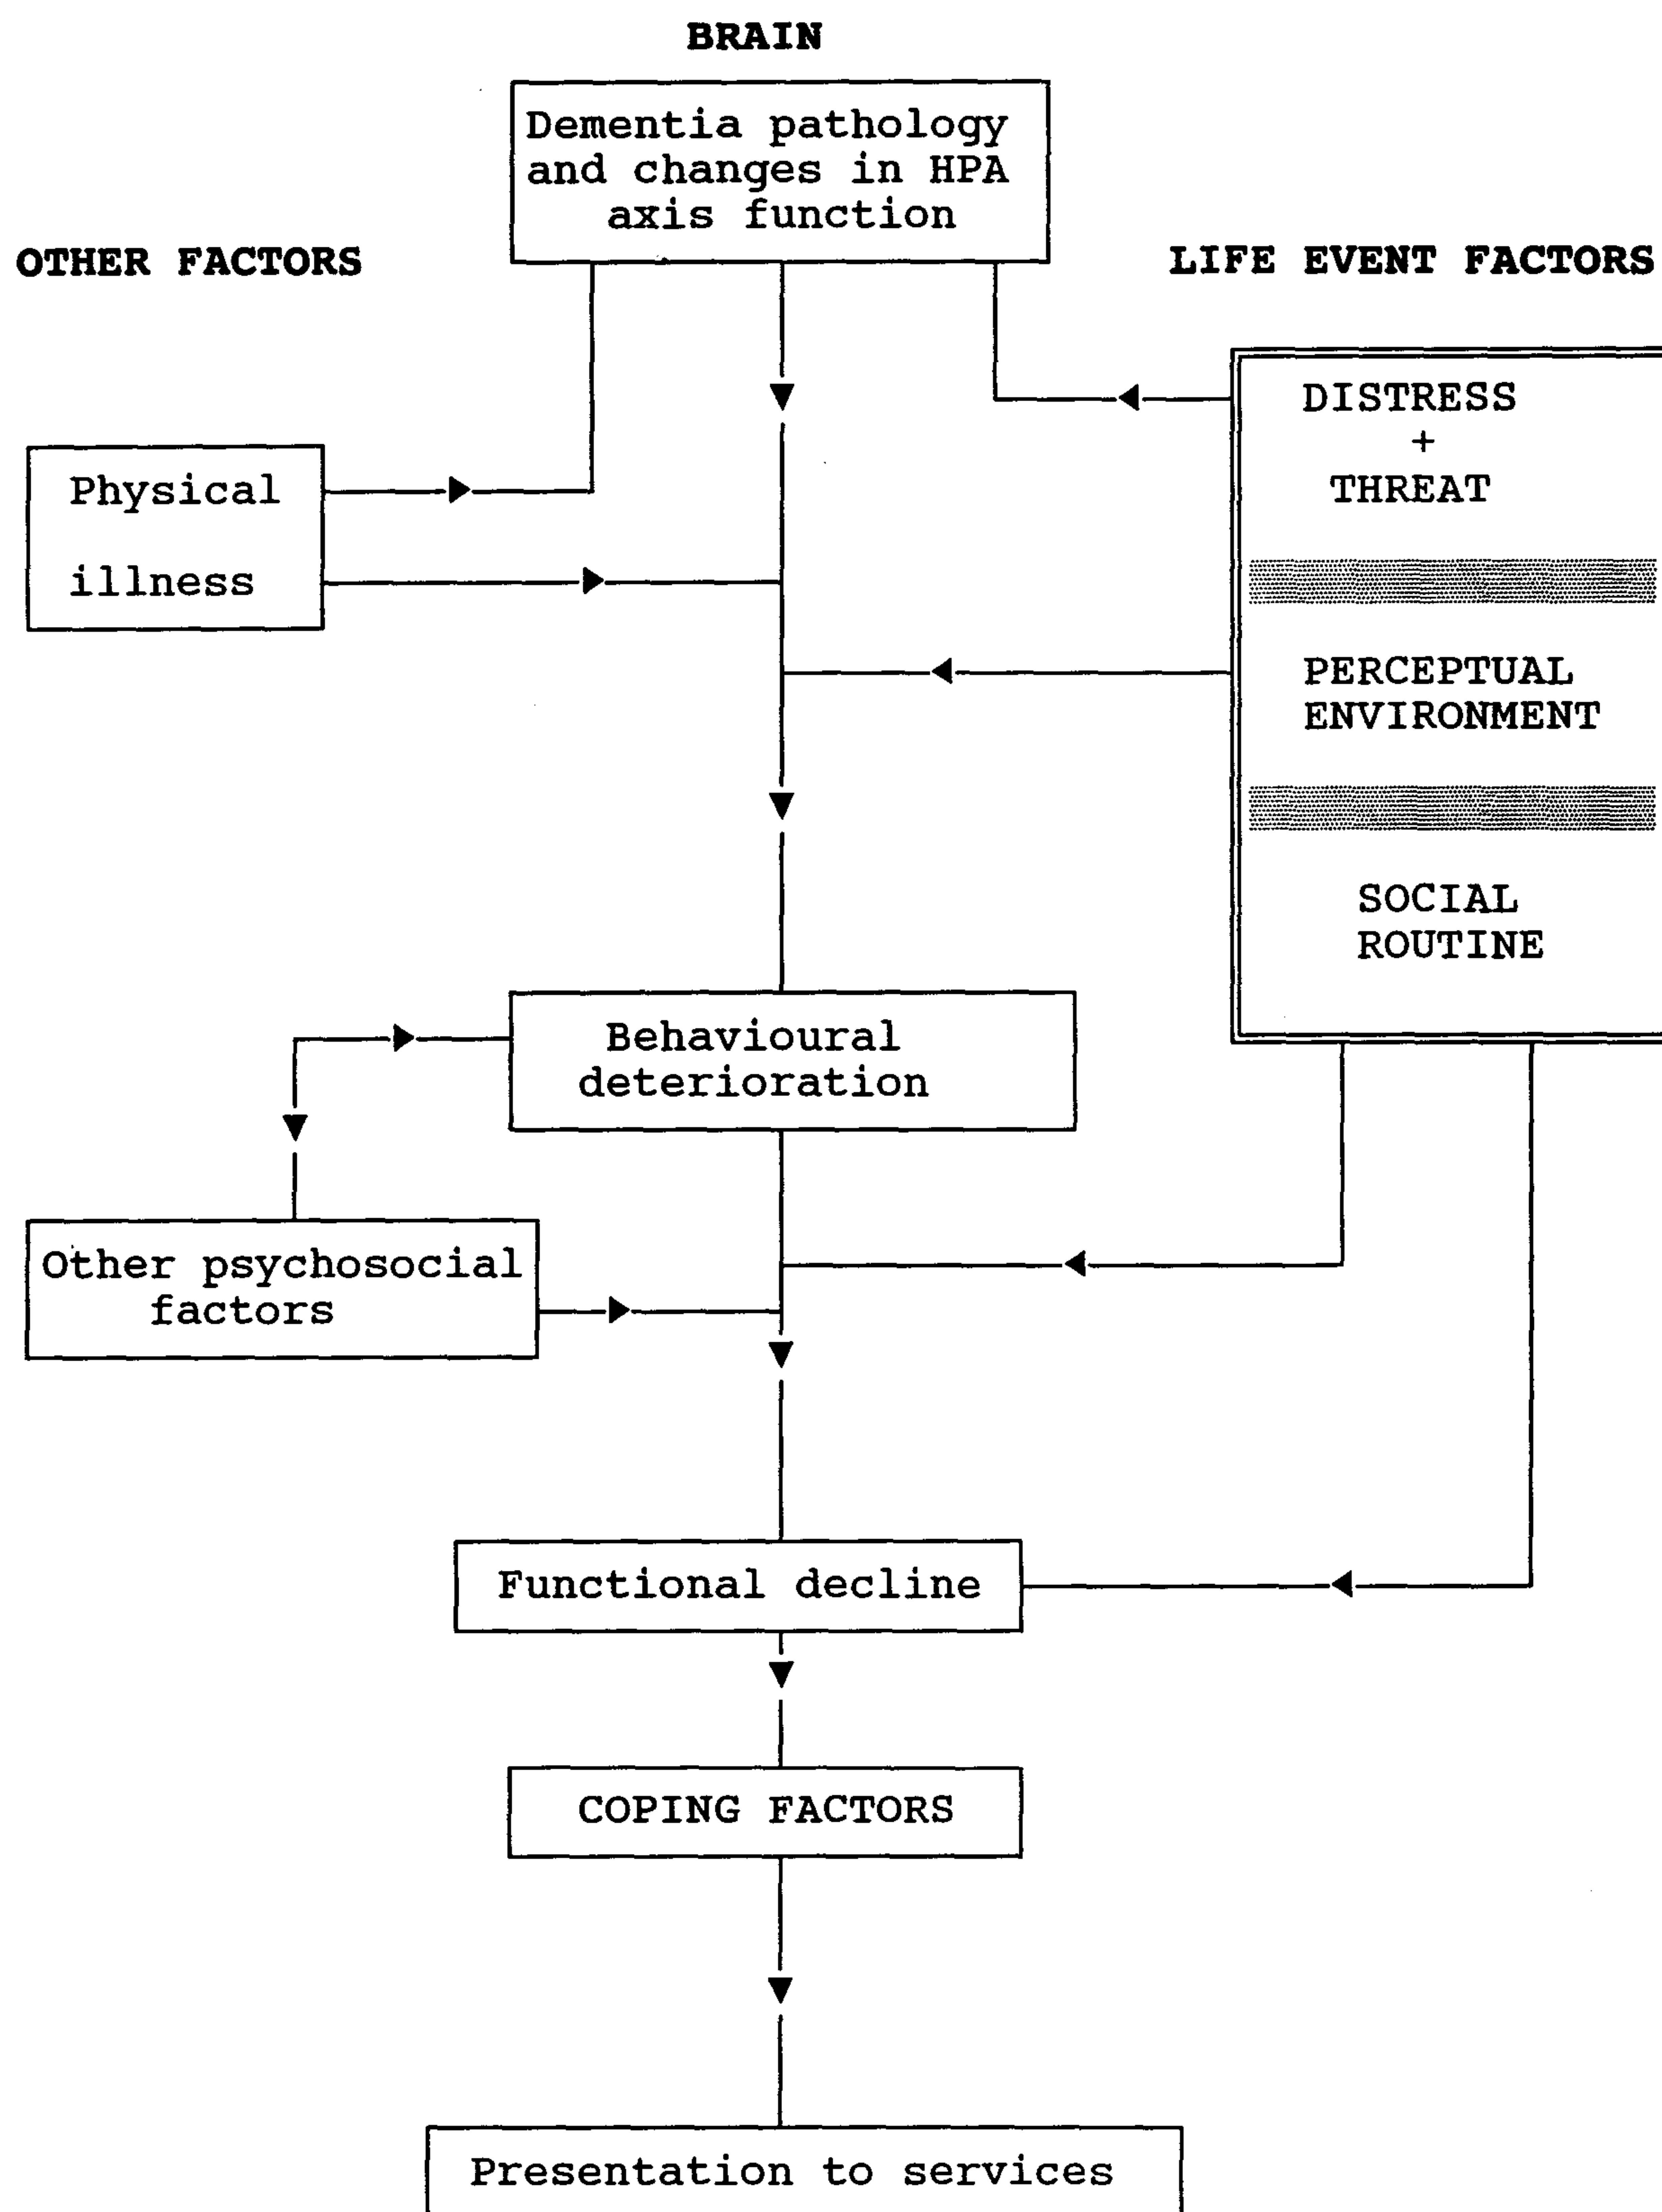 BRAIN
Dementia pathology
and changes in HPA
axis function
OTHER FACTORS
LIFE EVENT FACTORS
DISTRESS
+
THREAT
Physical
illness
PERCEPTUAL
ENVIRONMENT
SOCIAL
ROUTINE
Behavioural
deterioration
Other psychosocial
factors
Functional decline
COPING FACTORS
Presentation to services